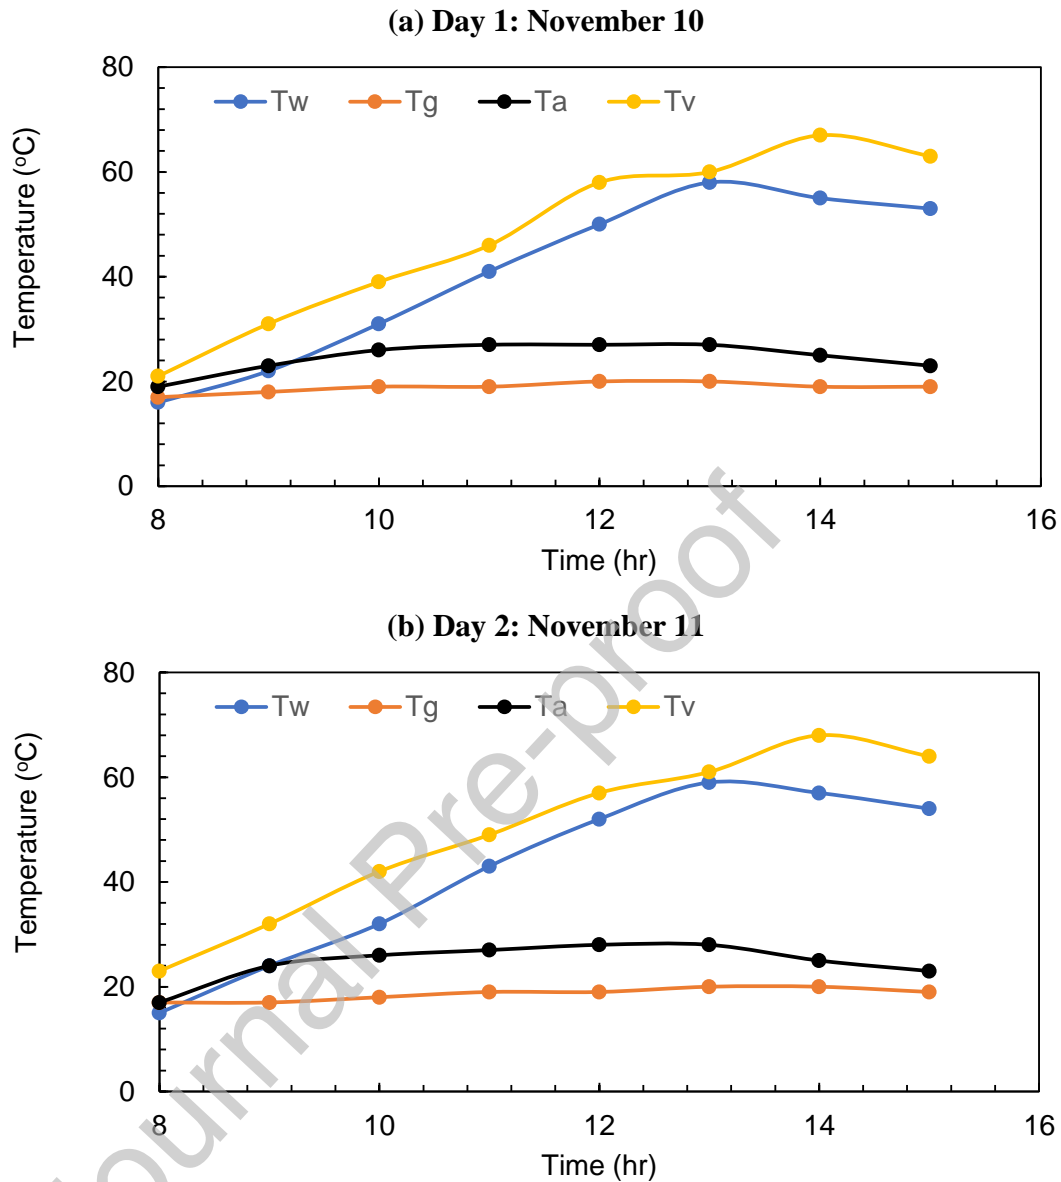 (a) Day 1: November 10
80
Tw Tg Ta Tv
60
40
20
0
Temperature (ᵒC)
8 10 12 14 16
Time (hr)
(b) Day 2: November 11
80
Tw Tg Ta Tv
60
40
20
0
Temperature (ᵒC)
8 10 12 14 16
Time (hr)
Journal Pre-proof